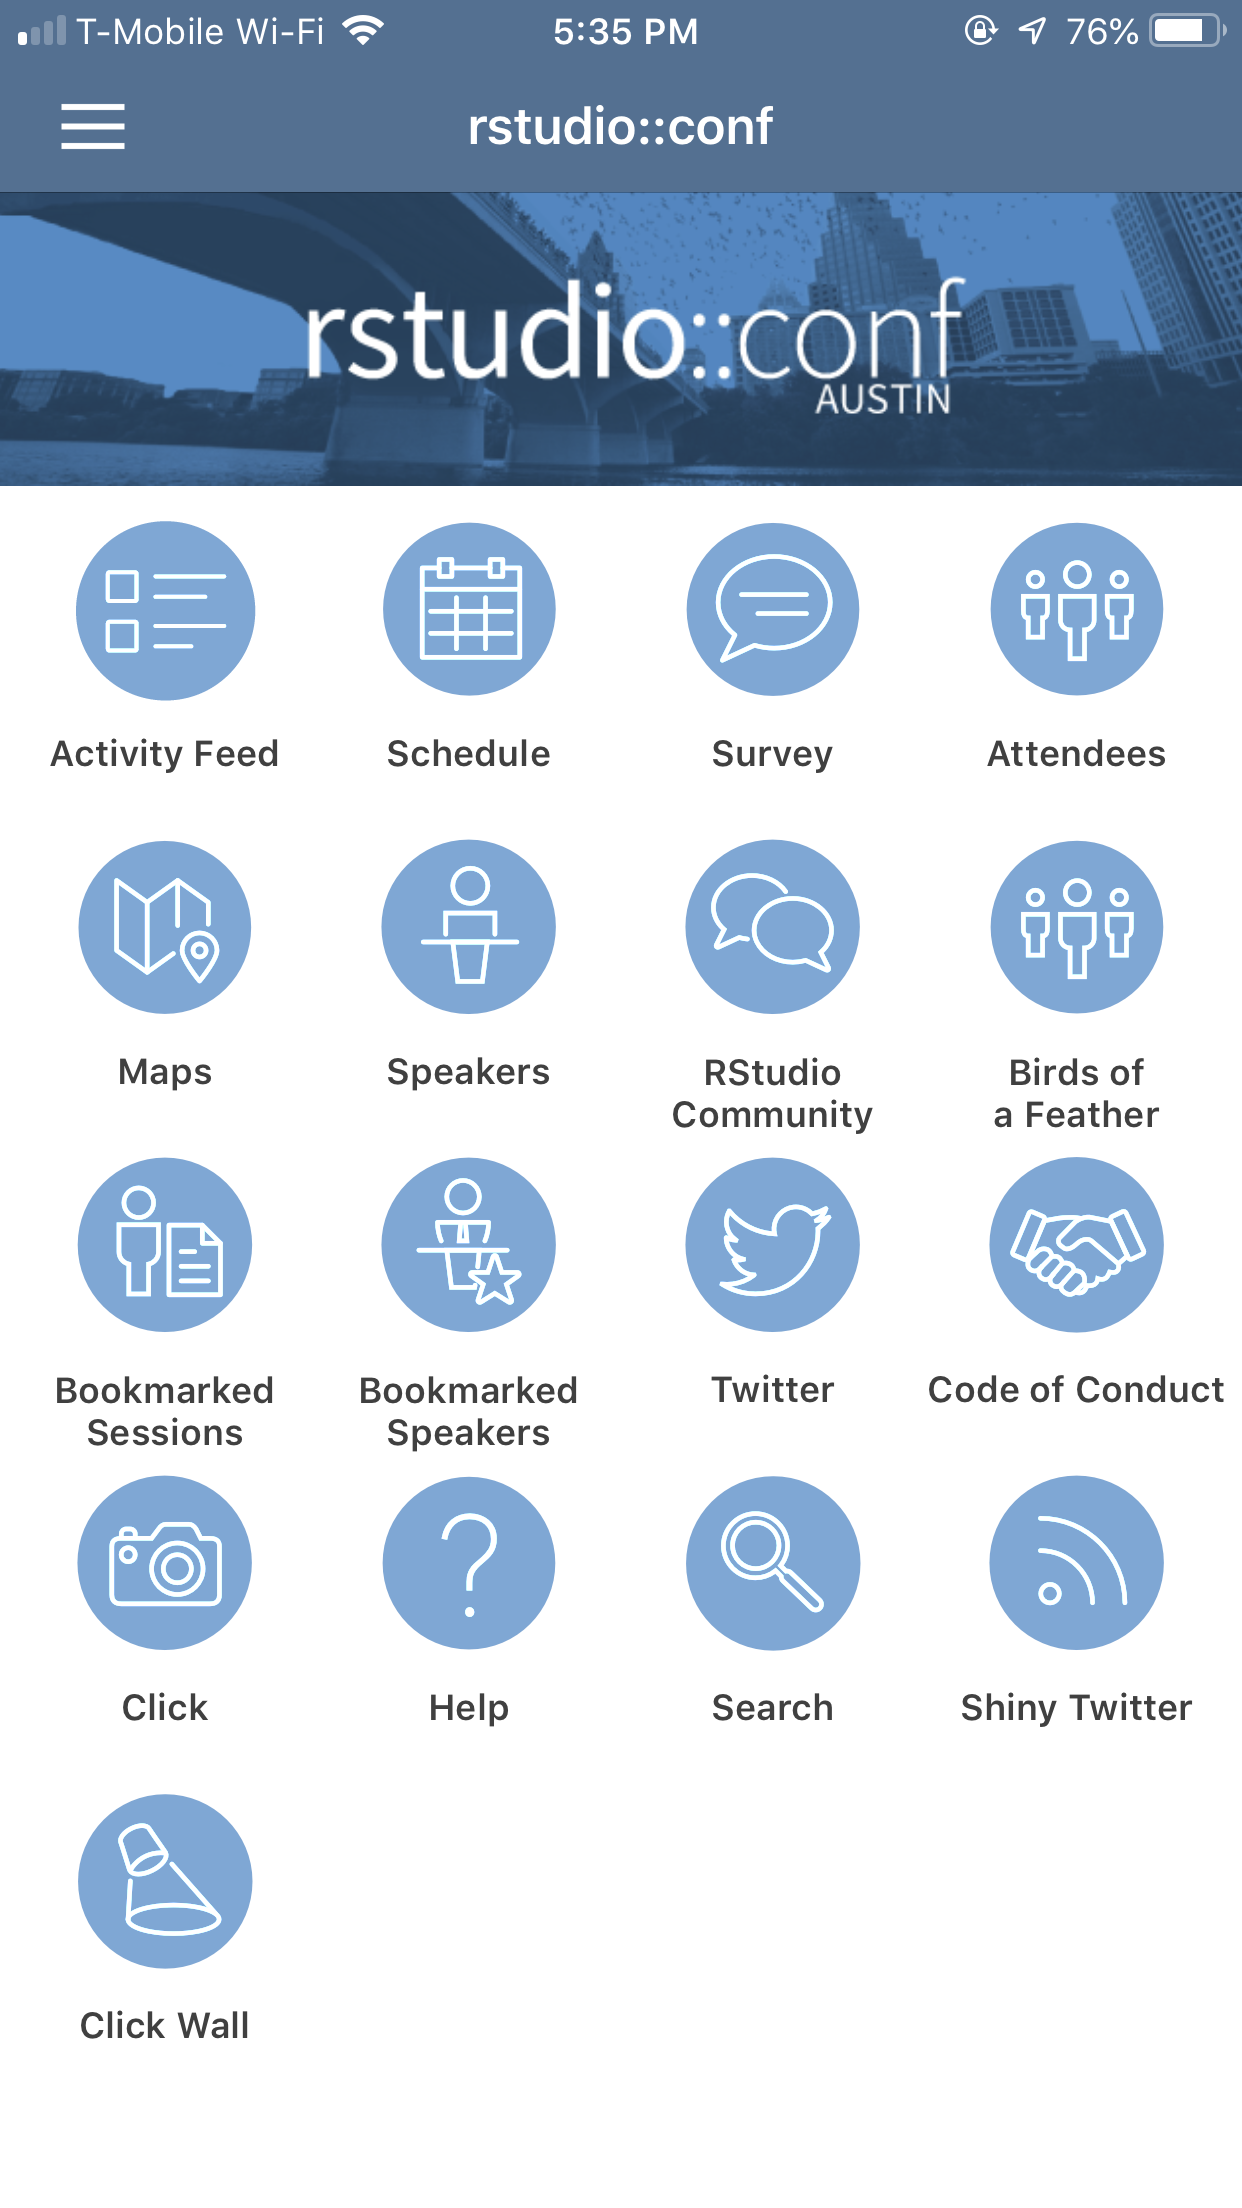 T-Mobile Wi-Fi 5:35 PM 76%
rstudio::conf
rstudio::conf
AUSTIN
Activity Feed Schedule Survey Attendees
Maps Speakers RStudio Birds of
Community a Feather
Bookmarked Bookmarked Twitter Code of Conduct
Sessions Speakers
Click Help Search Shiny Twitter
Click Wall